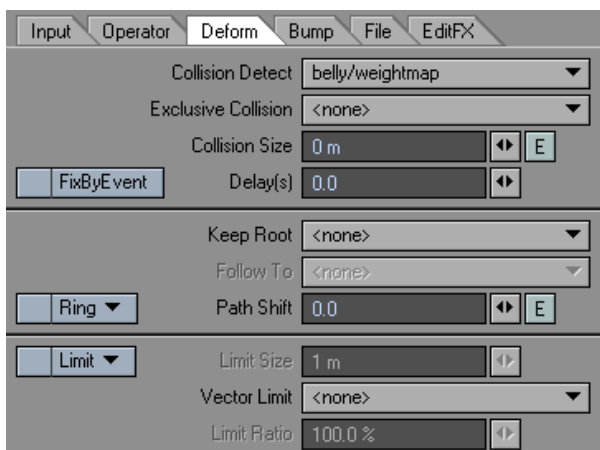 Input Operator Deform Bump File EditFX
Collision Detect belly/weightmap
Exclusive Collision <none>
Collision Size 0 m E
FixByEvent Delay(s) 0.0
Keep Root <none>
Follow To <none>
Ring Path Shift 0.0 E
Limit Limit Size 1 m
Vector Limit <none>
Limit Ratio 100.0 %